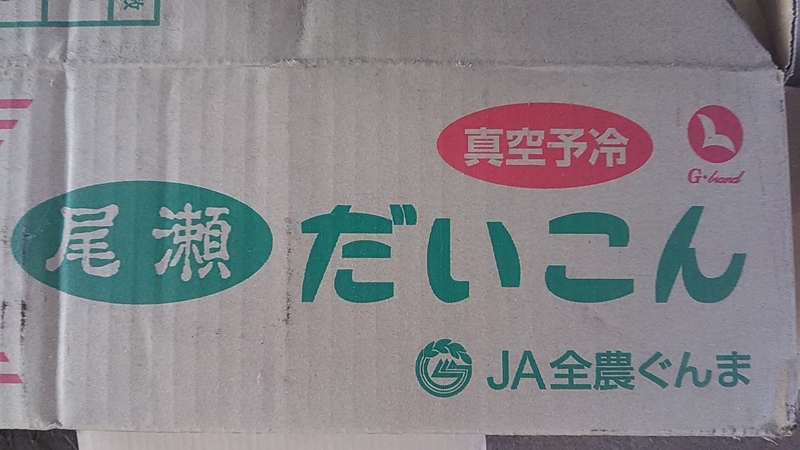 真空予冷
G・brand
尾瀬 だいこん
JA全農ぐんま